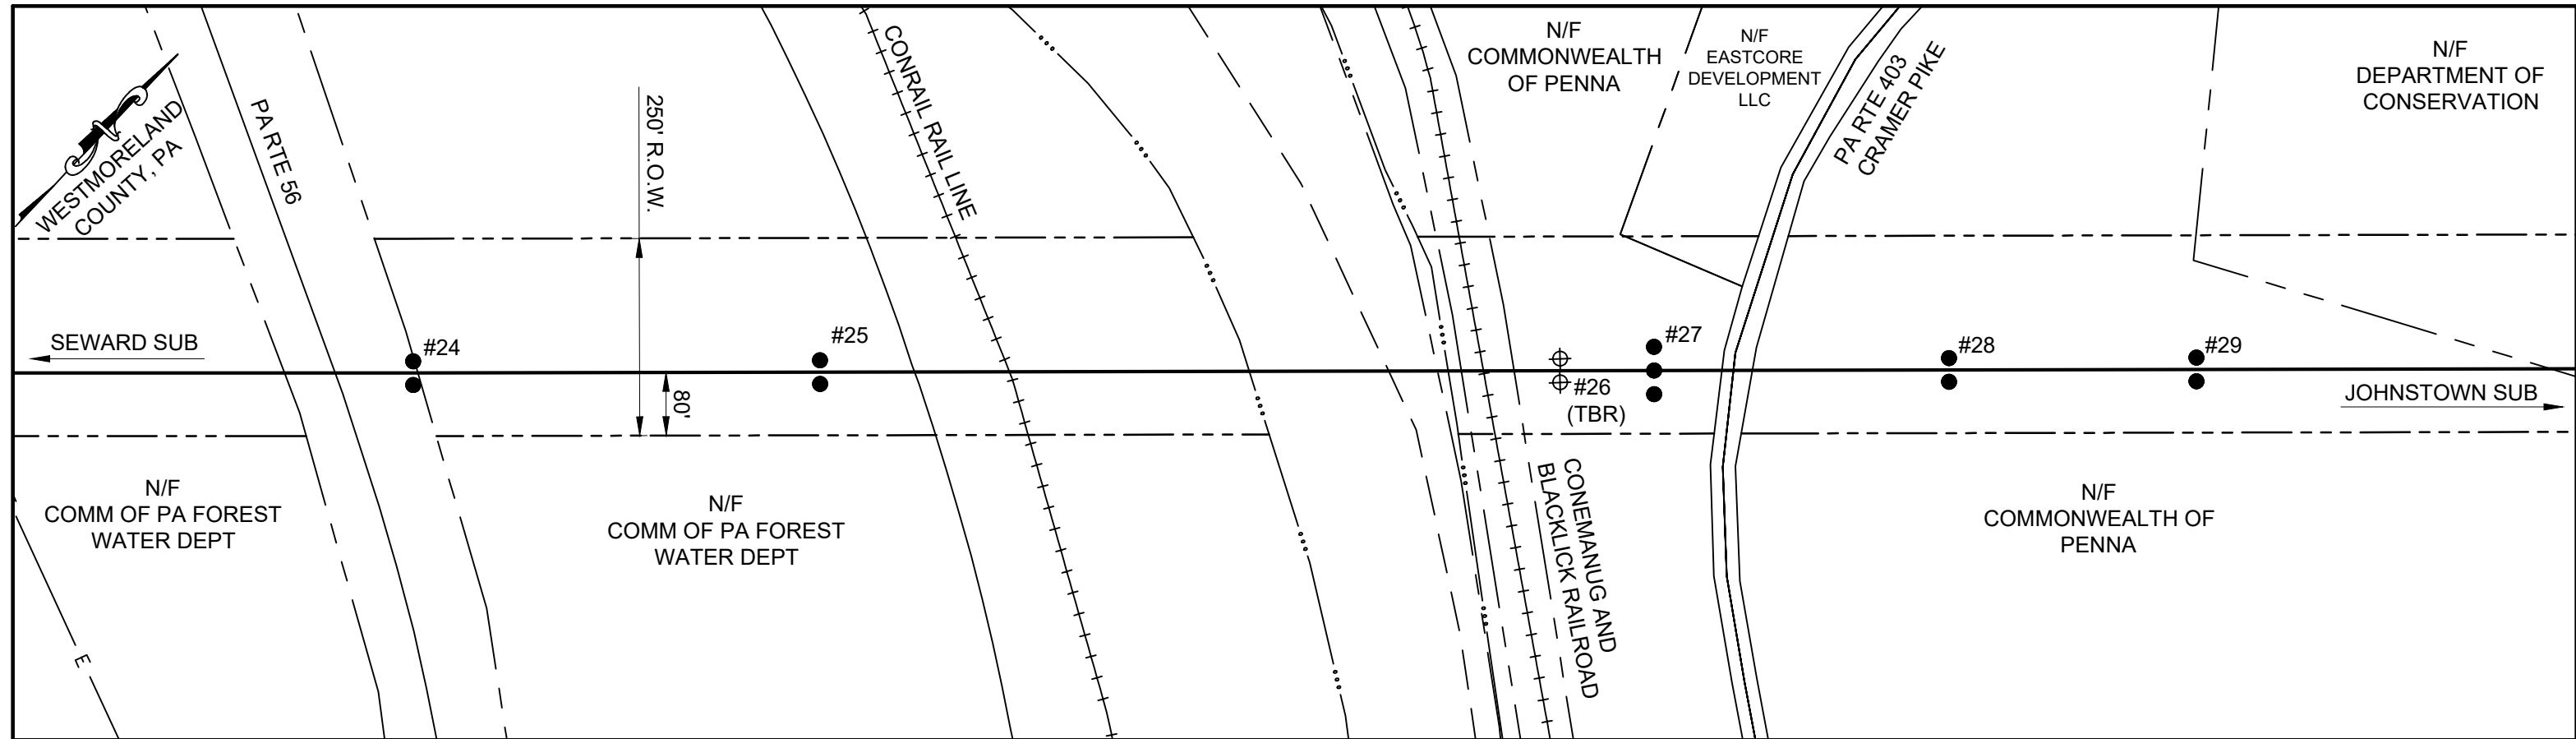 WESTMORELAND
COUNTY, PA
PA RTE 56
250' R.O.W.
CONRAIL RAIL LINE
N/F
COMMONWEALTH
OF PENNA
N/F
EASTCORE
DEVELOPMENT
LLC
PA RTE 403
CRAMER PIKE
N/F
DEPARTMENT OF
CONSERVATION
SEWARD SUB
#24
#25
80'
#26
(TBR)
#27
#28
#29
JOHNSTOWN SUB
N/F
COMM OF PA FOREST
WATER DEPT
N/F
COMM OF PA FOREST
WATER DEPT
CONEMANUG AND
BLACKLICK RAILROAD
N/F
COMMONWEALTH OF
PENNA
E